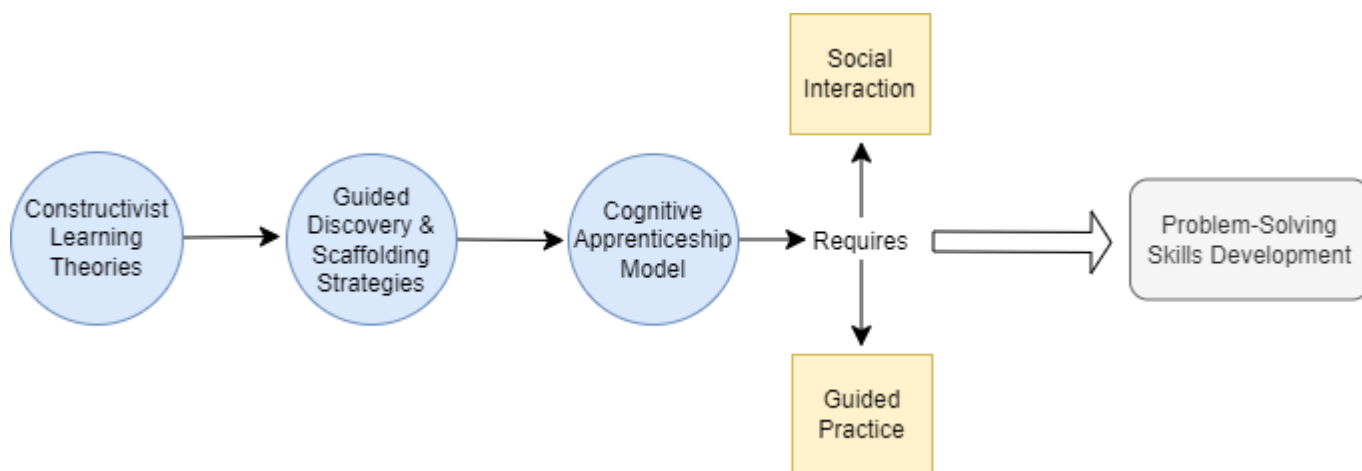 Social
Interaction
Constructivist
Learning
Theories
Guided
Discovery &
Scaffolding
Strategies
Cognitive
Apprenticeship
Model
Requires
Problem-Solving
Skills Development
Guided
Practice